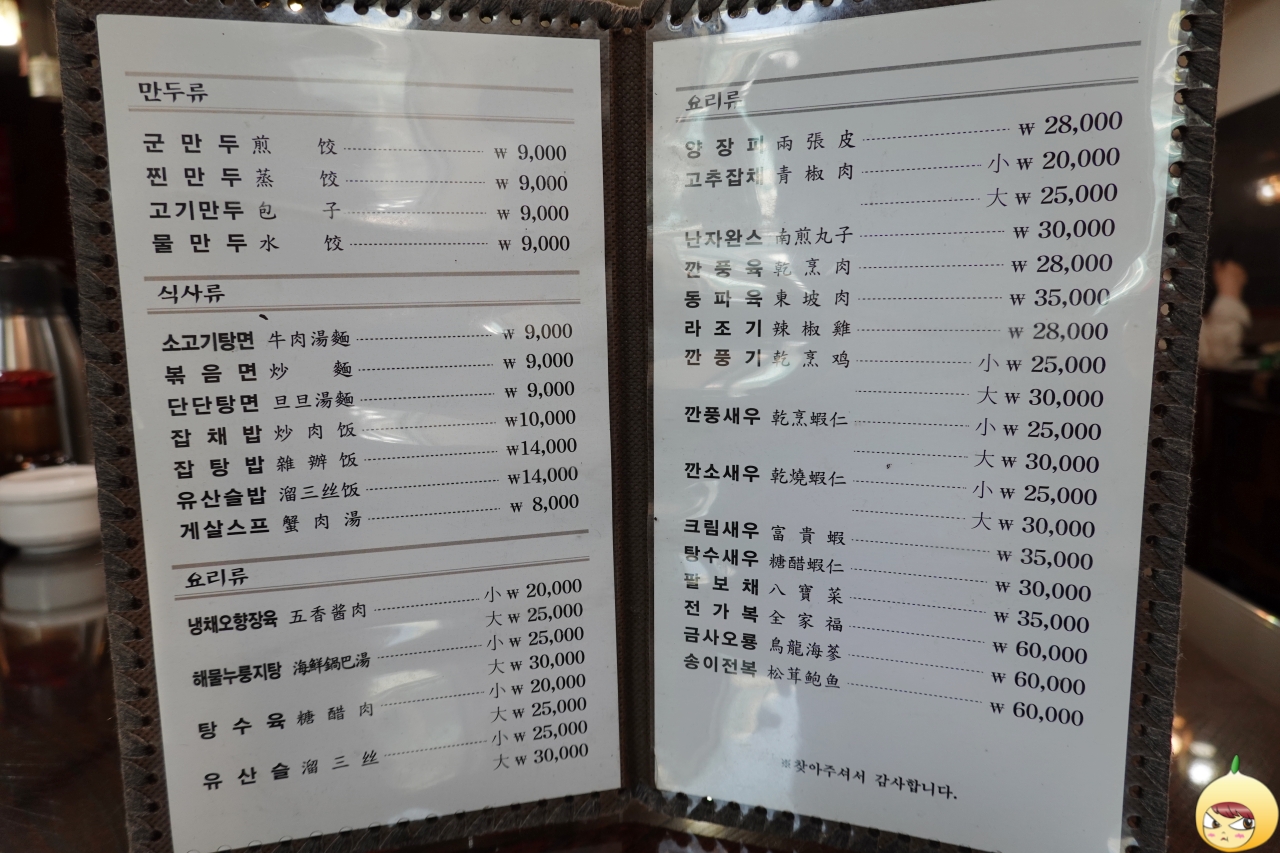 만두류
군만두 煎 饺 ₩ 9,000
찐만두 蒸 饺 ₩ 9,000
고기만두 包 子 ₩ 9,000
물만두 水 饺 ₩ 9,000
식사류
소고기탕면 牛肉湯麵 ₩ 9,000
볶음면 炒 麵 ₩ 9,000
단단탕면 旦旦湯麵 ₩ 9,000
잡채밥 炒肉饭 ₩10,000
잡탕밥 雜辦饭 ₩14,000
유산슬밥 溜三丝饭 ₩14,000
게살스프 蟹肉湯 ₩ 8,000
요리류
냉채오향장육 五香酱肉 小 ₩ 20,000
大 ₩ 25,000
해물누룽지탕 海鮮鍋巴湯 小 ₩ 25,000
大 ₩ 30,000
탕수육 糖醋肉 小 ₩ 20,000
大 ₩ 25,000
유산슬 溜三丝 小 ₩ 25,000
大 ₩ 30,000
요리류
양장피 兩張皮 ₩ 28,000
고추잡채 青椒肉 小 ₩ 20,000
大 ₩ 25,000
난자완스 南煎丸子 ₩ 30,000
깐풍육 乾烹肉 ₩ 28,000
동파육 東坡肉 ₩ 35,000
라조기 辣椒雞 ₩ 28,000
깐풍기 乾烹鸡 小 ₩ 25,000
大 ₩ 30,000
깐풍새우 乾烹蝦仁 小 ₩ 25,000
大 ₩ 30,000
깐소새우 乾燒蝦仁 小 ₩ 25,000
大 ₩ 30,000
크림새우 富貴蝦 ₩ 35,000
탕수새우 糖醋蝦仁 ₩ 30,000
팔보채 八寶菜 ₩ 35,000
전가복 全家福 ₩ 60,000
금사오룡 烏龍海蔘 ₩ 60,000
송이전복 松茸鲍鱼 ₩ 60,000
※찾아주셔서 감사합니다.